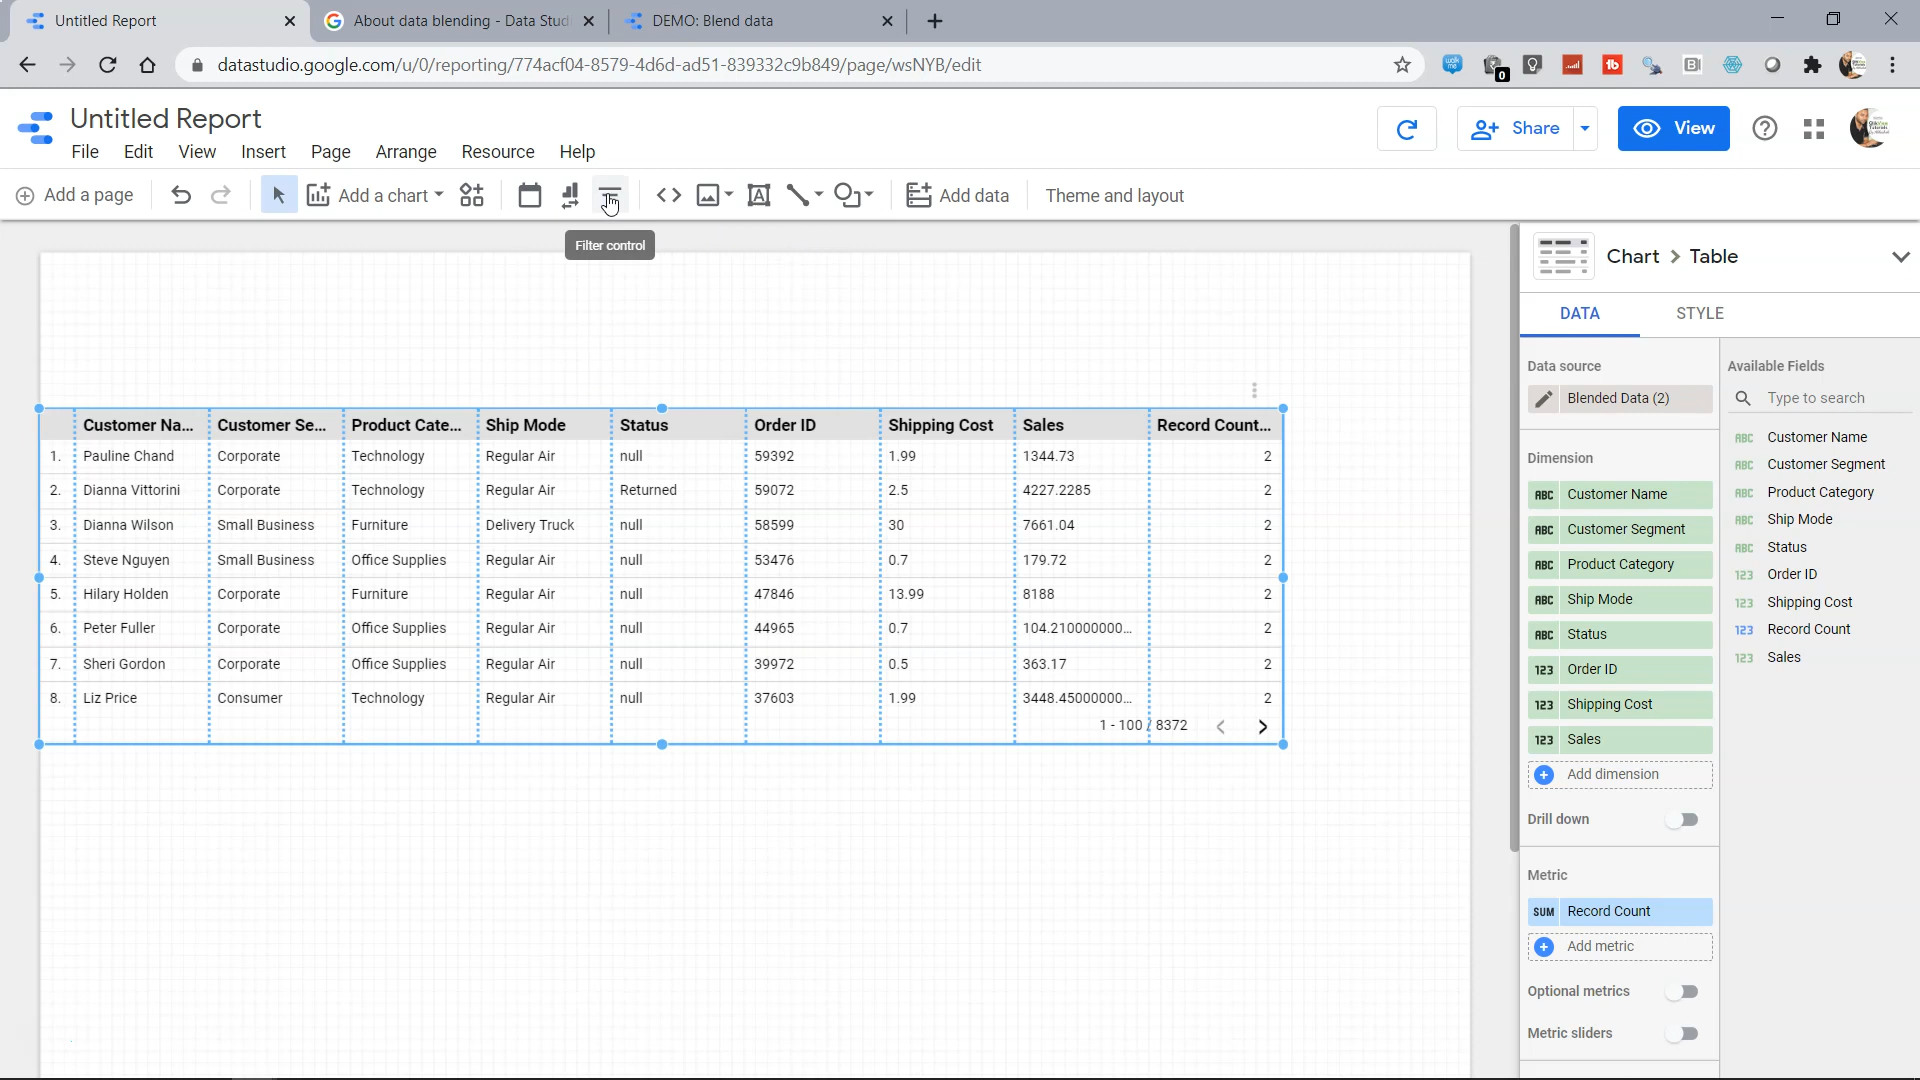 Untitled Report
About data blending - Data Stud
DEMO: Blend data
datastudio.google.com/u/0/reporting/774acf04-8579-4d6d-ad51-839332c9b849/page/wsNYB/edit
0
Untitled Report
Share
View
File Edit View Insert Page Arrange Resource Help
Add a page
Add a chart
Add data
Theme and layout
Filter control
Chart > Table
DATA STYLE
Data source
Blended Data (2)
Dimension
ABC Customer Name
ABC Customer Segment
ABC Product Category
ABC Ship Mode
ABC Status
123 Order ID
123 Shipping Cost
123 Sales
Add dimension
Drill down
Metric
SUM Record Count
Add metric
Optional metrics
Metric sliders
Available Fields
Type to search
ABC Customer Name
ABC Customer Segment
ABC Product Category
ABC Ship Mode
ABC Status
123 Order ID
123 Shipping Cost
123 Record Count
123 Sales
Customer Na... Customer Se... Product Cate... Ship Mode Status Order ID Shipping Cost Sales Record Count...
1. Pauline Chand Corporate Technology Regular Air null 59392 1.99 1344.73 2
2. Dianna Vittorini Corporate Technology Regular Air Returned 59072 2.5 4227.2285 2
3. Dianna Wilson Small Business Furniture Delivery Truck null 58599 30 7661.04 2
4. Steve Nguyen Small Business Office Supplies Regular Air null 53476 0.7 179.72 2
5. Hilary Holden Corporate Furniture Regular Air null 47846 13.99 8188 2
6. Peter Fuller Corporate Office Supplies Regular Air null 44965 0.7 104.210000000... 2
7. Sheri Gordon Corporate Office Supplies Regular Air null 39972 0.5 363.17 2
8. Liz Price Consumer Technology Regular Air null 37603 1.99 3448.45000000... 2
1 - 100 / 8372